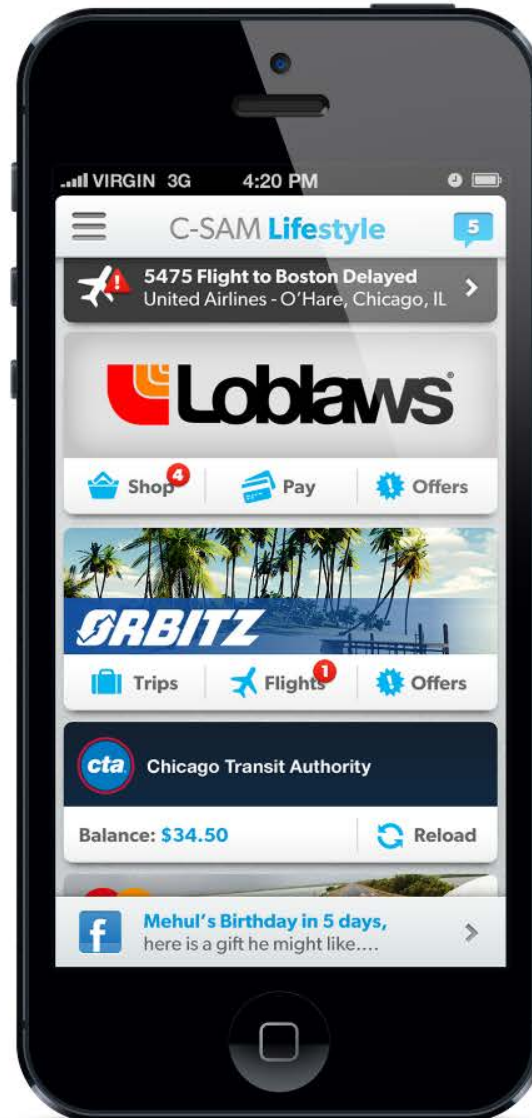 VIRGIN 3G 4:20 PM
C-SAM Lifestyle 5
5475 Flight to Boston Delayed
United Airlines - O'Hare, Chicago, IL
Loblaws®
Shop 4 Pay Offers
ORBITZ
Trips Flights 1 Offers
cta Chicago Transit Authority
Balance: $34.50 Reload
f Mehul's Birthday in 5 days,
here is a gift he might like....